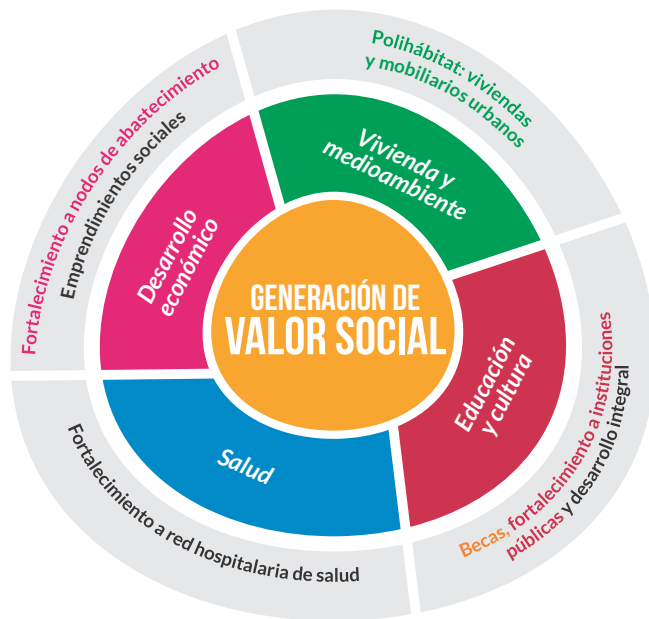 GENERACIÓN DE
VALOR SOCIAL
Vivienda y
medioambiente
Polihábitat: viviendas
y mobiliarios urbanos
Educación
y cultura
Becas, fortalecimiento a instituciones
públicas y desarrollo integral
Salud
Fortalecimiento a red hospitalaria de salud
Desarrollo
económico
Fortalecimiento a nodos de abastecimiento
Emprendimientos sociales